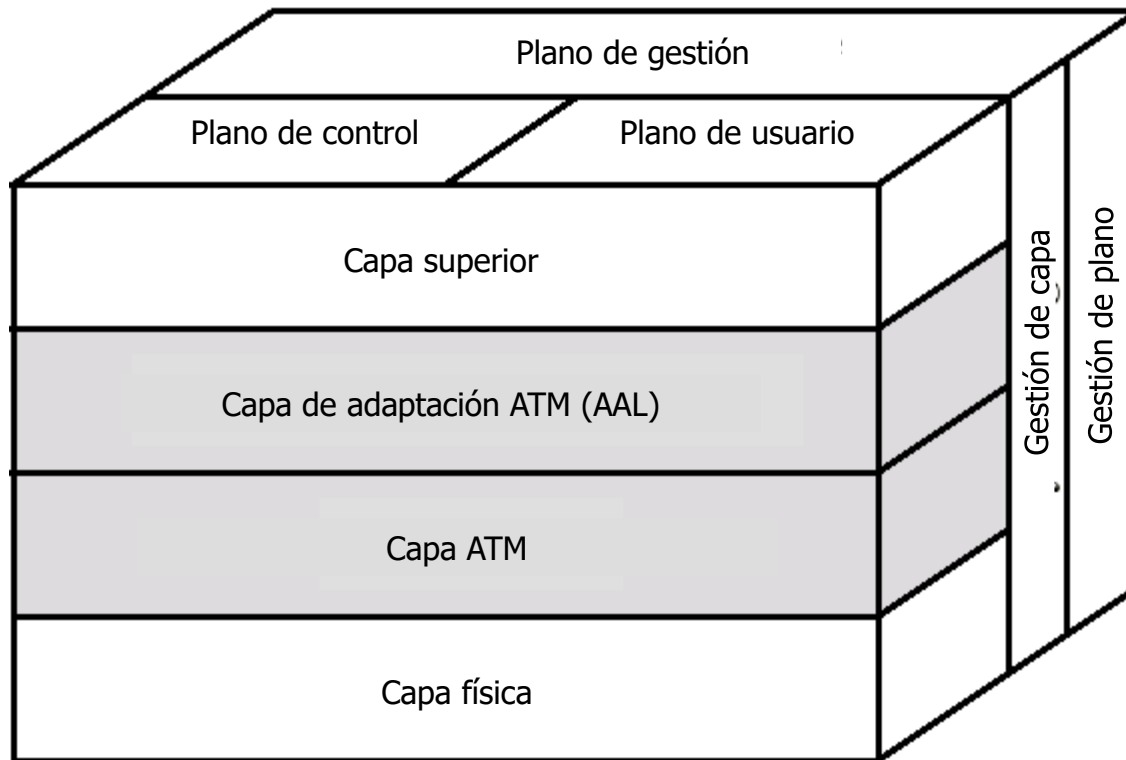 Plano de gestión
Plano de control
Plano de usuario
Capa superior
Capa de adaptación ATM (AAL)
Capa ATM
Capa física
Gestión de capa
Gestión de plano